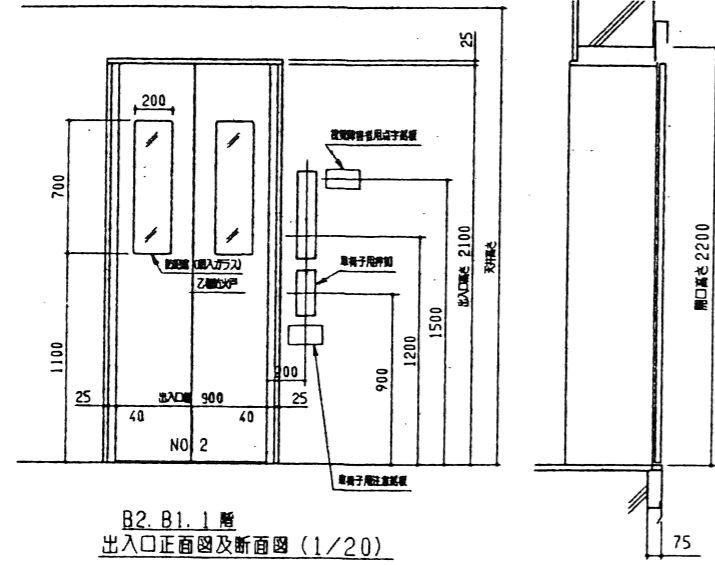 25
200
視覚障害者用点字銘板
700
防犯窓(網入ガラス)
乙種防火戸
車椅子用押釦
出入口高さ 2100
天井高さ
開口高さ 2200
1500
1200
900
1100
200
25
出入口幅 900
25
40
40
NO 2
車椅子用注意銘板
B2. B1. 1 階
出入口正面図及断面図 (1/20)
75